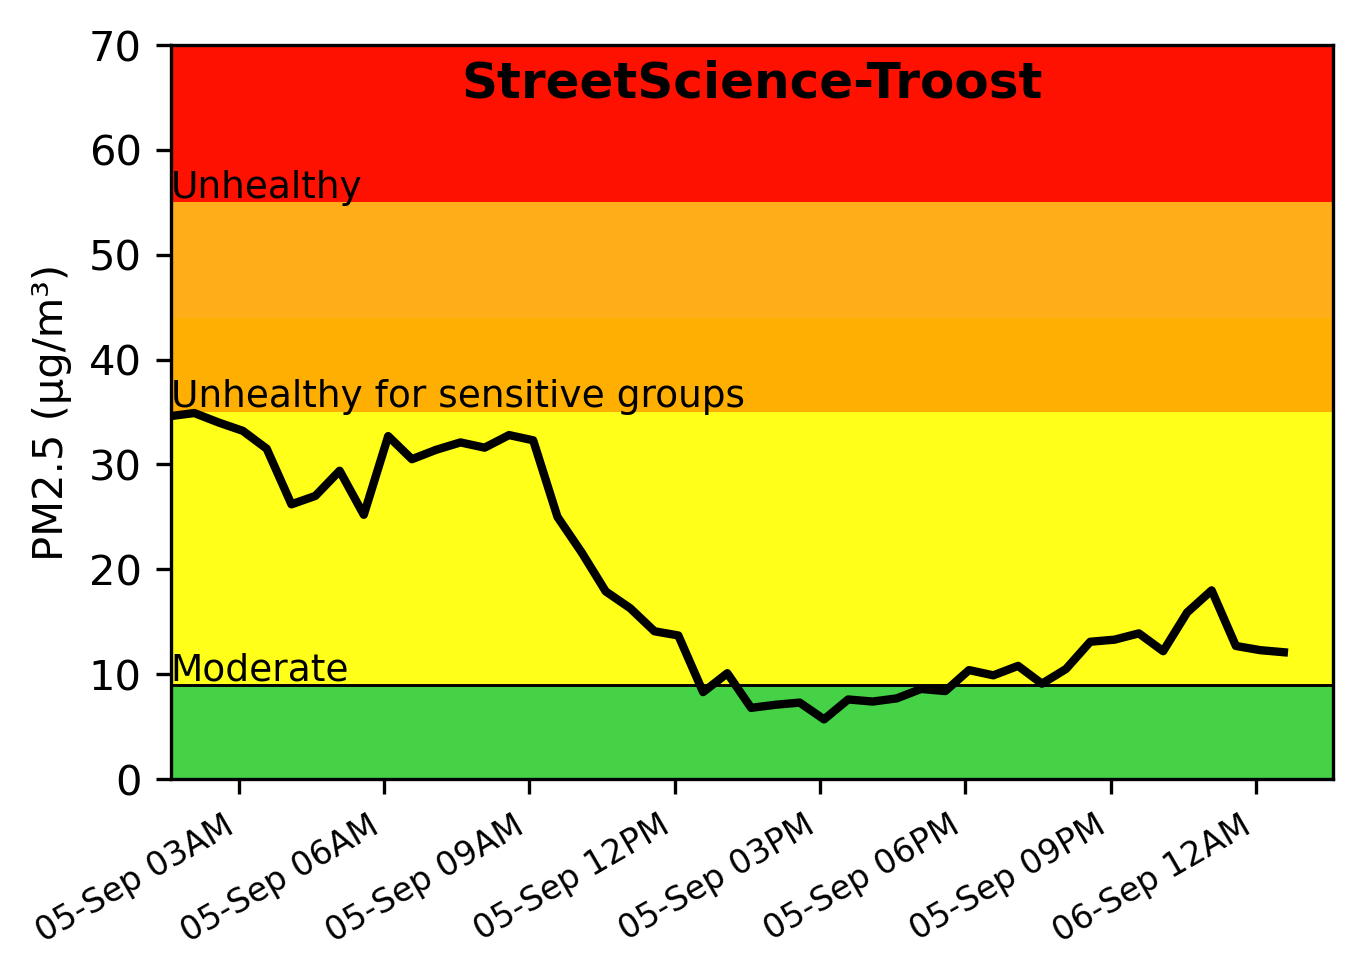 StreetScience-Troost
70
60
50
40
30
20
10
0
PM2.5 (μg/m³)
Unhealthy
Unhealthy for sensitive groups
Moderate
05-Sep 03AM
05-Sep 06AM
05-Sep 09AM
05-Sep 12PM
05-Sep 03PM
05-Sep 06PM
05-Sep 09PM
06-Sep 12AM